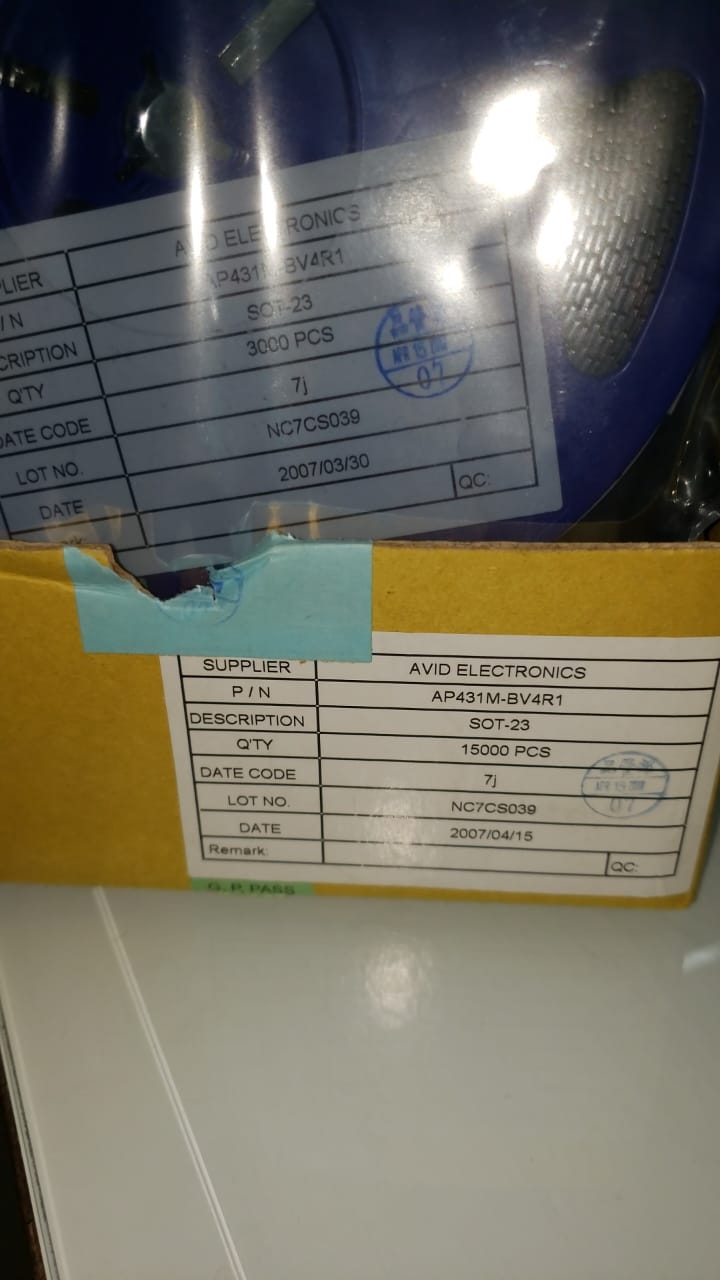 AVID ELECTRONICS
PLIER
AP431M-BV4R1
/ N
SOT-23
CRIPTION
3000 PCS
Q'TY
7j
DATE CODE
NC7CS039
LOT NO.
2007/03/30
DATE
QC:
07
SUPPLIER AVID ELECTRONICS
P / N AP431M-BV4R1
DESCRIPTION SOT-23
Q'TY 15000 PCS
DATE CODE 7j
LOT NO. NC7CS039
DATE 2007/04/15
Remark: QC:
07
G. P. PASS